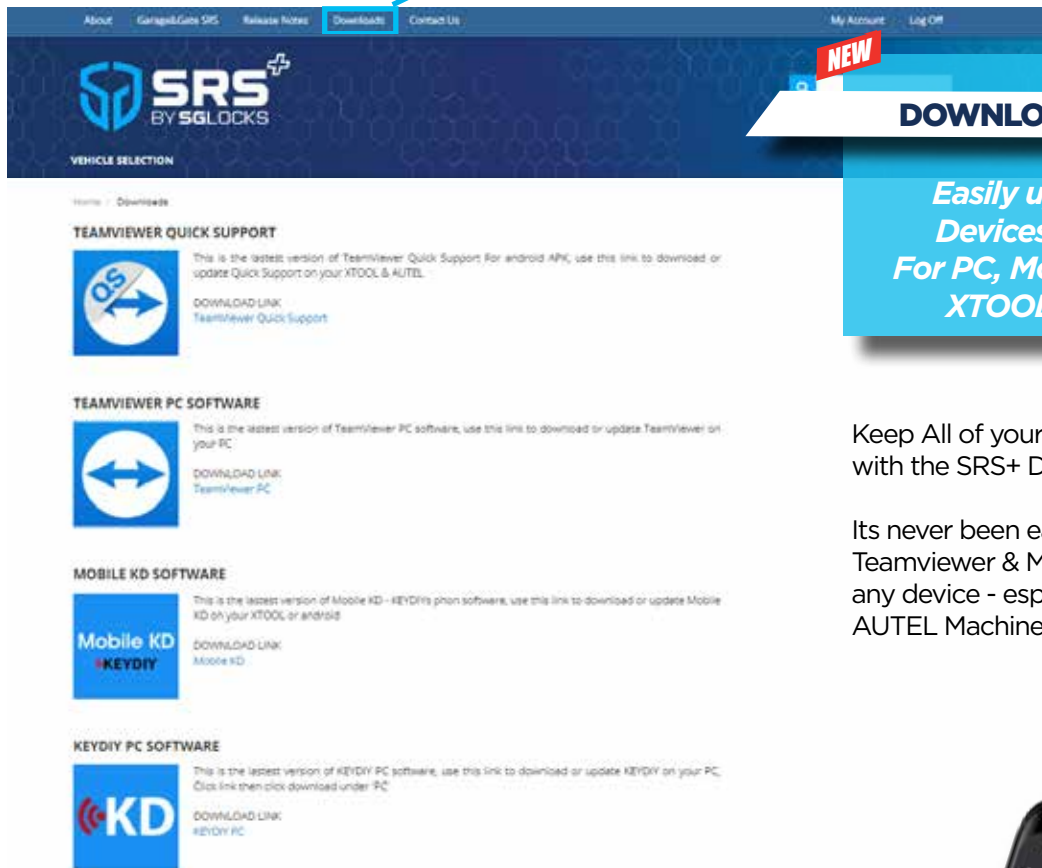 About Garage&Gate SRS Release Notes Downloads Contact Us My Account Log Off
NEW
SRS+
BY SGLOCKS
DOWNLO
VEHICLE SELECTION
Home / Downloads
TEAMVIEWER QUICK SUPPORT
This is the lastest version of TeamViewer Quick Support For android APK, use this link to download or
update Quick Support on your XTOOL & AUTEL
QS
DOWNLOAD LINK
TeamViewer Quick Support
TEAMVIEWER PC SOFTWARE
This is the lastest version of TeamViewer PC software, use this link to download or update TeamViewer on
your PC
DOWNLOAD LINK
TeamViewer PC
MOBILE KD SOFTWARE
This is the lastest version of Mobile KD - KEYDIYs phon software, use this link to download or update Mobile
KD on your XTOOL or android
Mobile KD
KEYDIY
DOWNLOAD LINK
Mobile KD
KEYDIY PC SOFTWARE
This is the lastest version of KEYDIY PC software, use this link to download or update KEYDIY on your PC,
Click link then click download under 'PC'
KD
DOWNLOAD LINK
KEYDIY PC
Easily u
Devices
For PC, Mo
XTOOL
Keep All of your
with the SRS+ D
Its never been ea
Teamviewer & M
any device - esp
AUTEL Machine